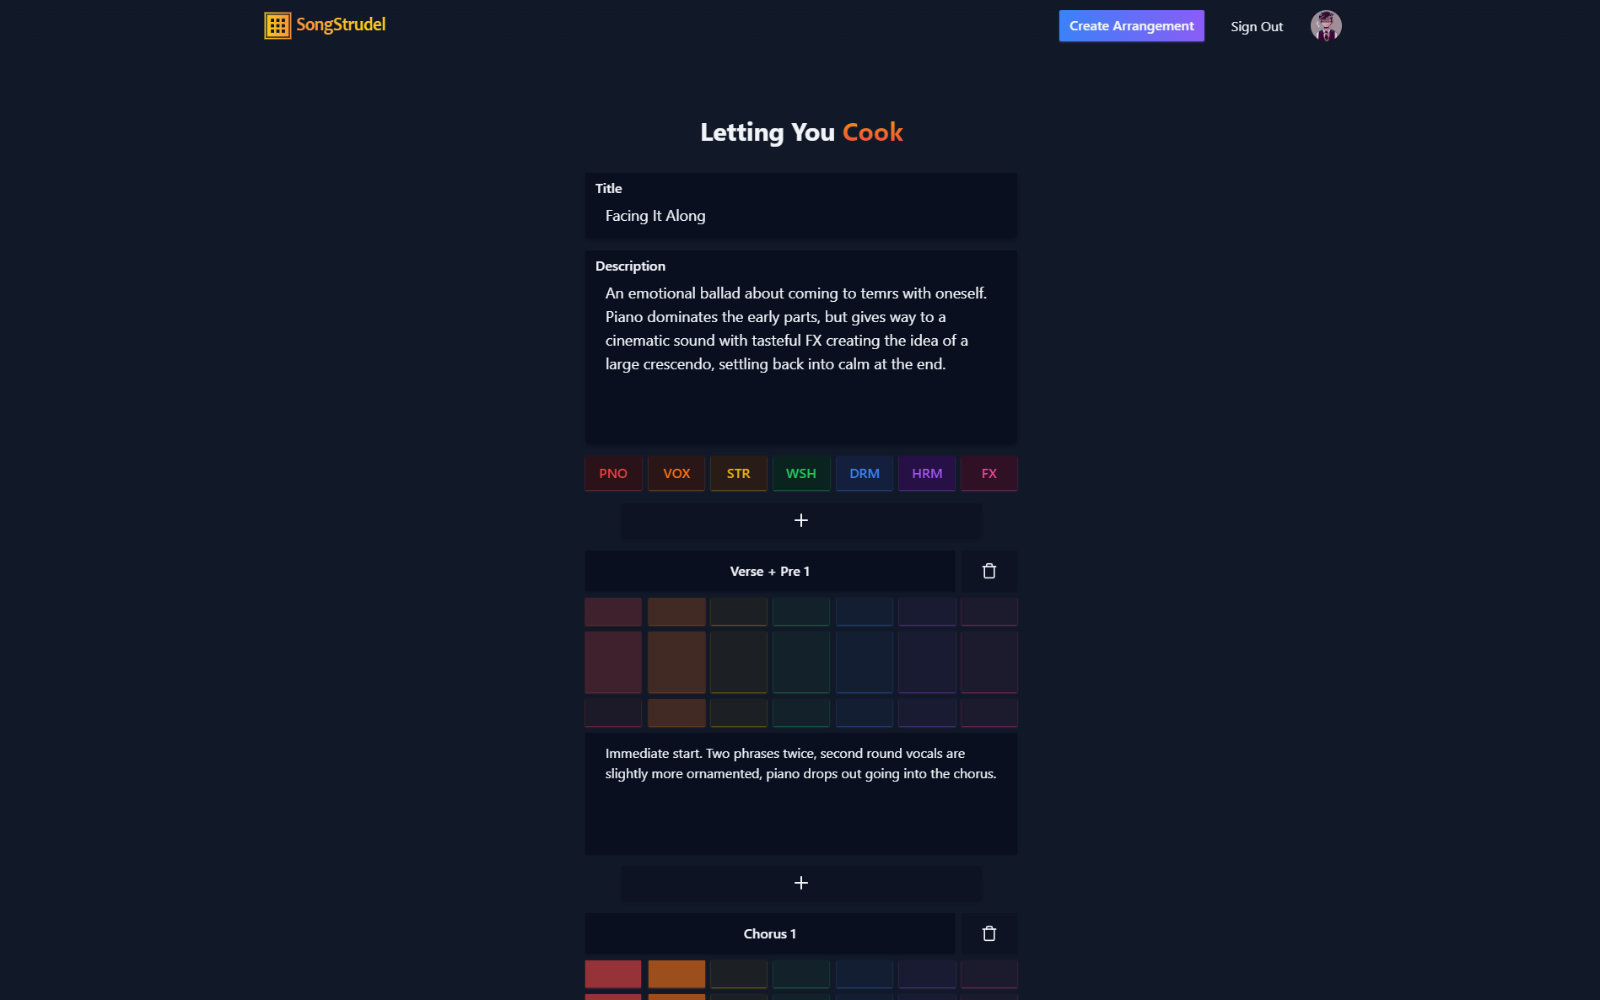 SongStrudel
Create Arrangement
Sign Out
Letting You Cook
Title
Facing It Along
Description
An emotional ballad about coming to temrs with oneself.
Piano dominates the early parts, but gives way to a
cinematic sound with tasteful FX creating the idea of a
large crescendo, settling back into calm at the end.
PNO VOX STR WSH DRM HRM FX
+
Verse + Pre 1
Immediate start. Two phrases twice, second round vocals are
slightly more ornamented, piano drops out going into the chorus.
+
Chorus 1